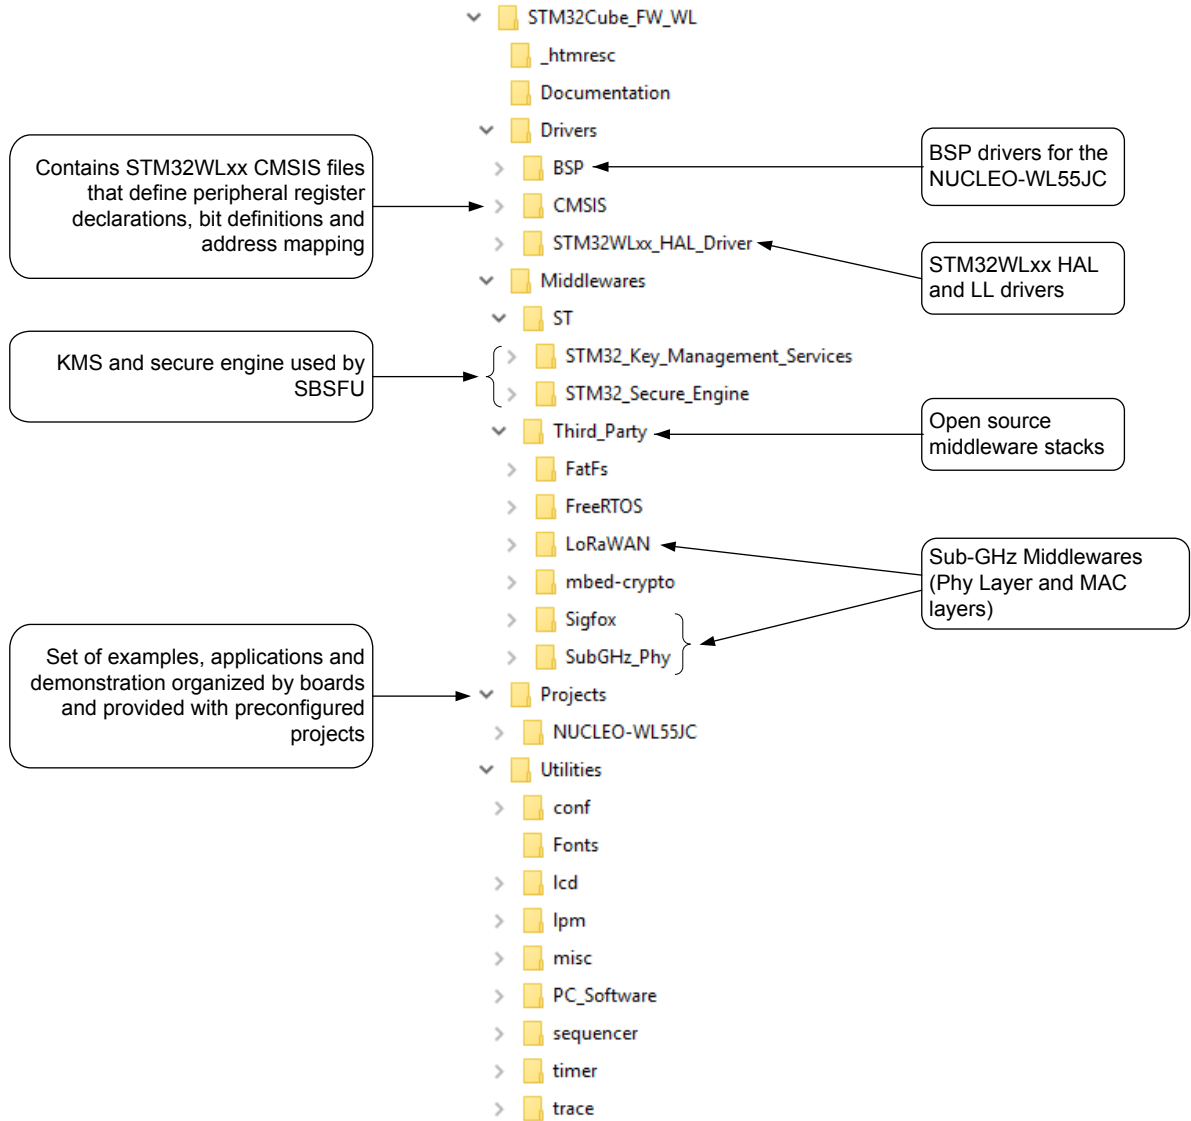 STM32Cube_FW_WL
_htmresc
Documentation
Drivers
BSP
CMSIS
STM32WLxx_HAL_Driver
Middlewares
ST
STM32_Key_Management_Services
STM32_Secure_Engine
Third_Party
FatFs
FreeRTOS
LoRaWAN
mbed-crypto
Sigfox
SubGHz_Phy
Projects
NUCLEO-WL55JC
Utilities
conf
Fonts
lcd
lpm
misc
PC_Software
sequencer
timer
trace
Contains STM32WLxx CMSIS files
that define peripheral register
declarations, bit definitions and
address mapping
KMS and secure engine used by
SBSFU
Set of examples, applications and
demonstration organized by boards
and provided with preconfigured
projects
BSP drivers for the
NUCLEO-WL55JC
STM32WLxx HAL
and LL drivers
Open source
middleware stacks
Sub-GHz Middlewares
(Phy Layer and MAC
layers)